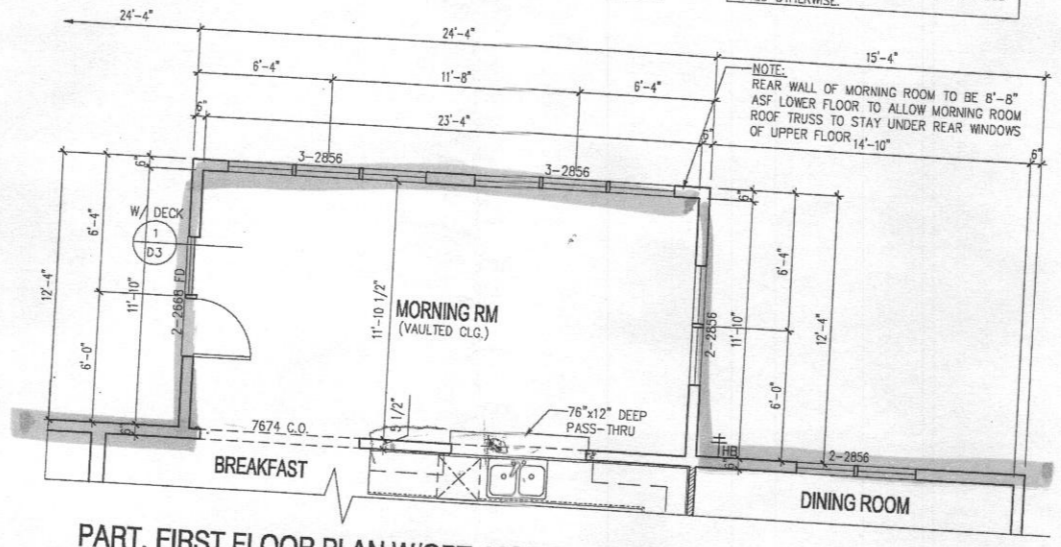 OTHERWISE.
24'-4"
24'-4"
15'-4"
6'-4"
11'-8"
6'-4"
NOTE:
REAR WALL OF MORNING ROOM TO BE 8'-8"
ASF LOWER FLOOR TO ALLOW MORNING ROOM
ROOF TRUSS TO STAY UNDER REAR WINDOWS
OF UPPER FLOOR
6"
23'-4"
6"
14'-10"
6"
3-2856
3-2856
6"
6"
W/ DECK
1
D3
12'-4"
6'-4"
11'-10"
6'-0"
2-2668 FD
MORNING RM
(VAULTED CLG.)
11'-10 1/2"
2-2856
11'-10"
6'-4"
12'-4"
6'-0"
5 1/2"
76"x12" DEEP
PASS-THRU
7674 C.O.
6"
HB
6"
2-2856
BREAKFAST
DINING ROOM
PART. FIRST FLOOR PLAN